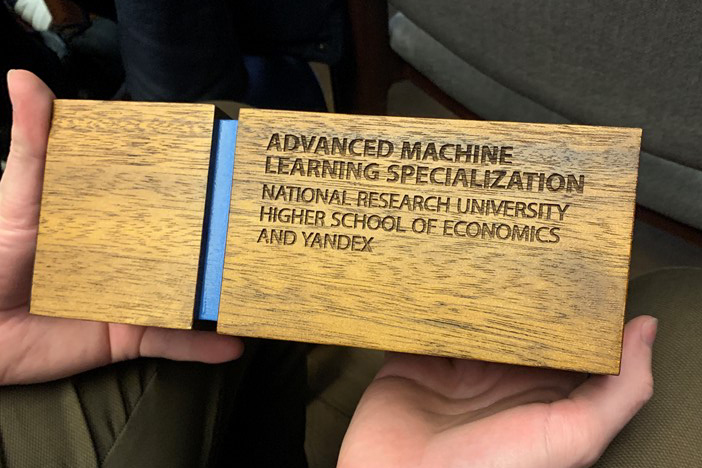 ADVANCED MACHINE
LEARNING SPECIALIZATION
NATIONAL RESEARCH UNIVERSITY
HIGHER SCHOOL OF ECONOMICS
AND YANDEX